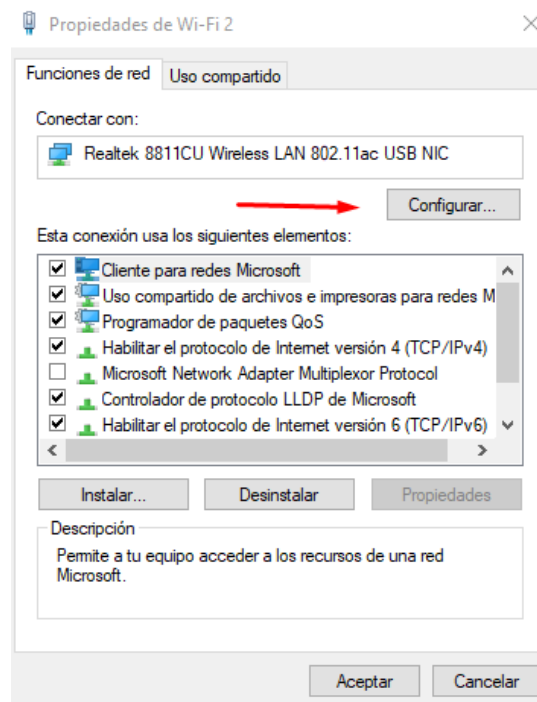 Propiedades de Wi-Fi 2
Funciones de red
Uso compartido
Conectar con:
Realtek 8811CU Wireless LAN 802.11ac USB NIC
Configurar...
Esta conexión usa los siguientes elementos:
Cliente para redes Microsoft
Uso compartido de archivos e impresoras para redes M
Programador de paquetes QoS
Habilitar el protocolo de Internet versión 4 (TCP/IPv4)
Microsoft Network Adapter Multiplexor Protocol
Controlador de protocolo LLDP de Microsoft
Habilitar el protocolo de Internet versión 6 (TCP/IPv6)
Instalar...
Desinstalar
Propiedades
Descripción
Permite a tu equipo acceder a los recursos de una red
Microsoft.
Aceptar
Cancelar